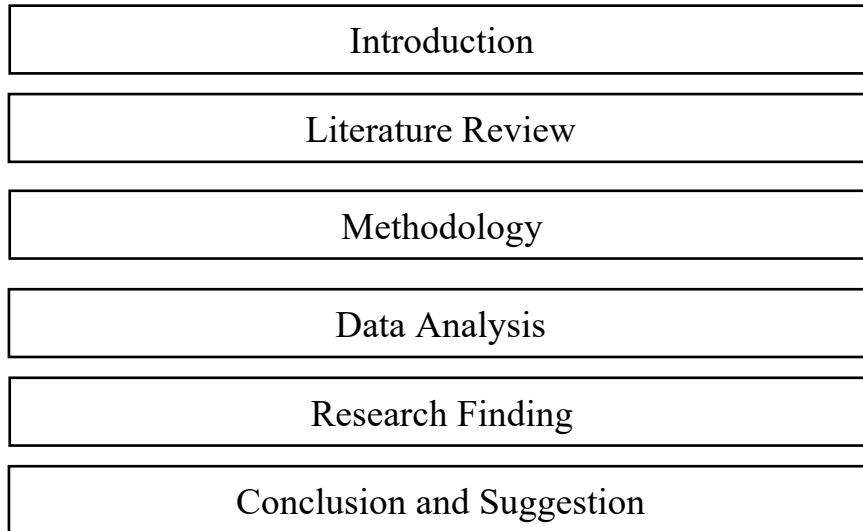 Introduction
Literature Review
Methodology
Data Analysis
Research Finding
Conclusion and Suggestion